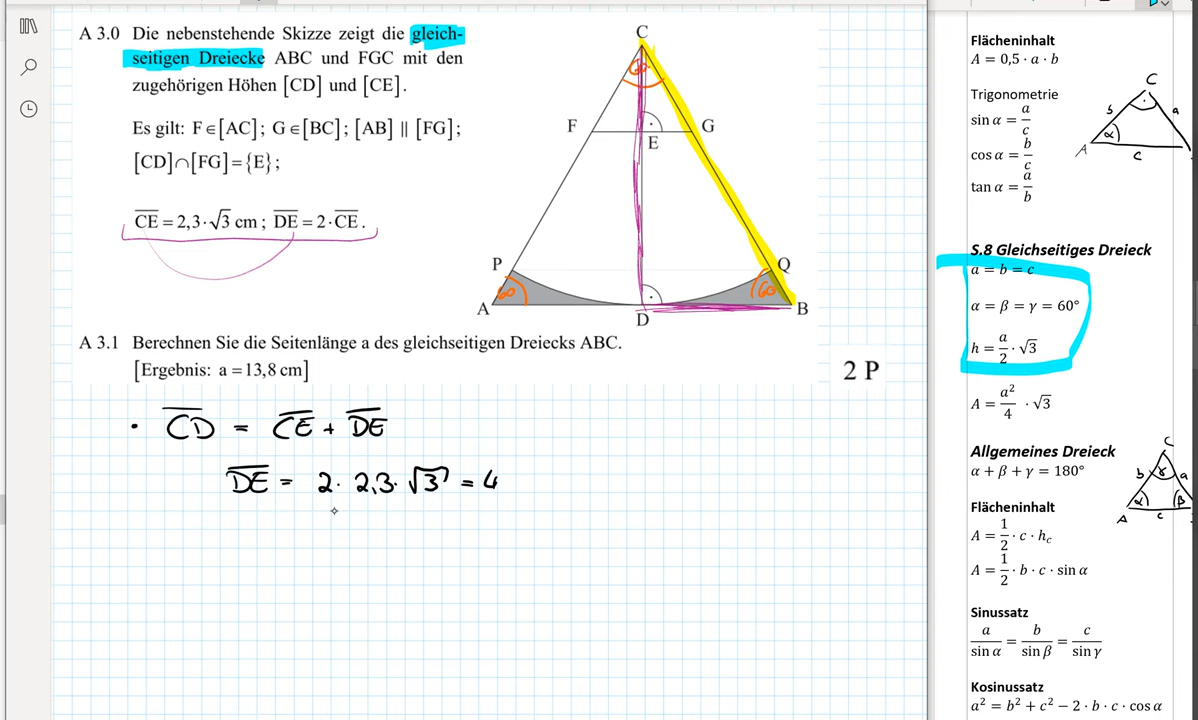 A 3.0 Die nebenstehende Skizze zeigt die gleich-
seitigen Dreiecke ABC und FGC mit den
zugehörigen Höhen [CD] und [CE].
Es gilt: F∈[AC]; G∈[BC]; [AB] ∥ [FG];
[CD]∩[FG]={E};
CE = 2,3·√3 cm; DE = 2·CE.
C
60
F
G
E
P
Q
60
60
A
D
B
A 3.1 Berechnen Sie die Seitenlänge a des gleichseitigen Dreiecks ABC.
[Ergebnis: a = 13,8 cm]
2 P
· CD = CE + DE
DE = 2 · 2,3 · √3 = 4
Flächeninhalt
A = 0,5 · a · b
Trigonometrie
sin α = a/c
cos α = b/c
tan α = a/b
C
b
a
α
A
c
S.8 Gleichseitiges Dreieck
a = b = c
α = β = γ = 60°
h = a/2 · √3
A = a²/4 · √3
Allgemeines Dreieck
α + β + γ = 180°
C
b
γ
a
α
β
A
c
Flächeninhalt
A = 1/2 · c · h_c
A = 1/2 · b · c · sin α
Sinussatz
a/sin α = b/sin β = c/sin γ
Kosinussatz
a² = b² + c² − 2 · b · c · cos α